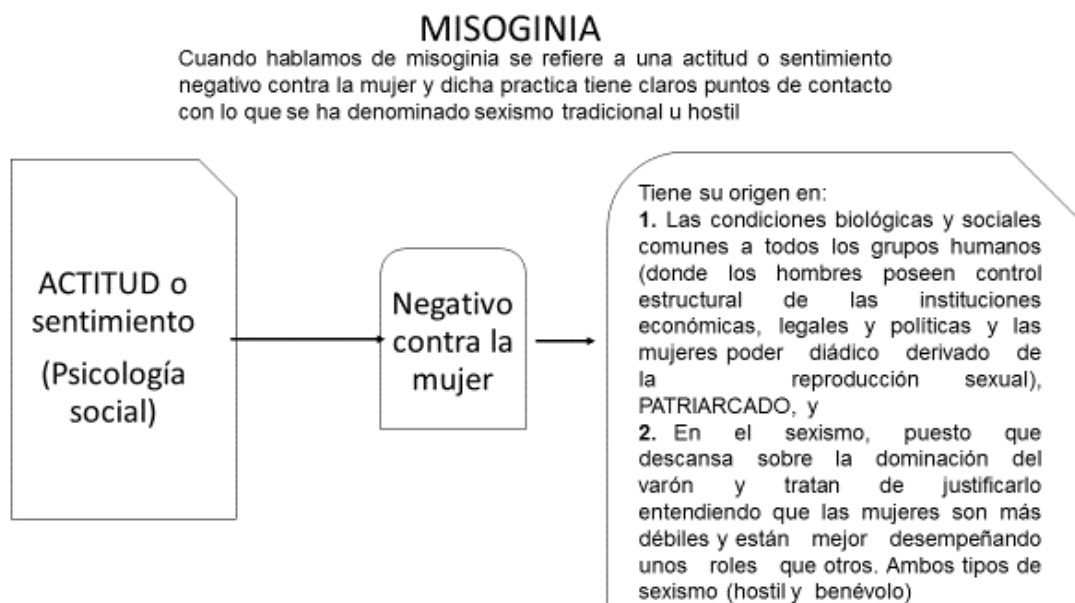 MISOGINIA
Cuando hablamos de misoginia se refiere a una actitud o sentimiento
negativo contra la mujer y dicha practica tiene claros puntos de contacto
con lo que se ha denominado sexismo tradicional u hostil
ACTITUD o
sentimiento
(Psicología
social)
Negativo
contra la
mujer
Tiene su origen en:
1. Las condiciones biológicas y sociales
comunes a todos los grupos humanos
(donde los hombres poseen control
estructural de las instituciones
económicas, legales y políticas y las
mujeres poder diádico derivado de
la reproducción sexual),
PATRIARCADO, y
2. En el sexismo, puesto que
descansa sobre la dominación del
varón y tratan de justificarlo
entendiendo que las mujeres son más
débiles y están mejor desempeñando
unos roles que otros. Ambos tipos de
sexismo (hostil y benévolo)